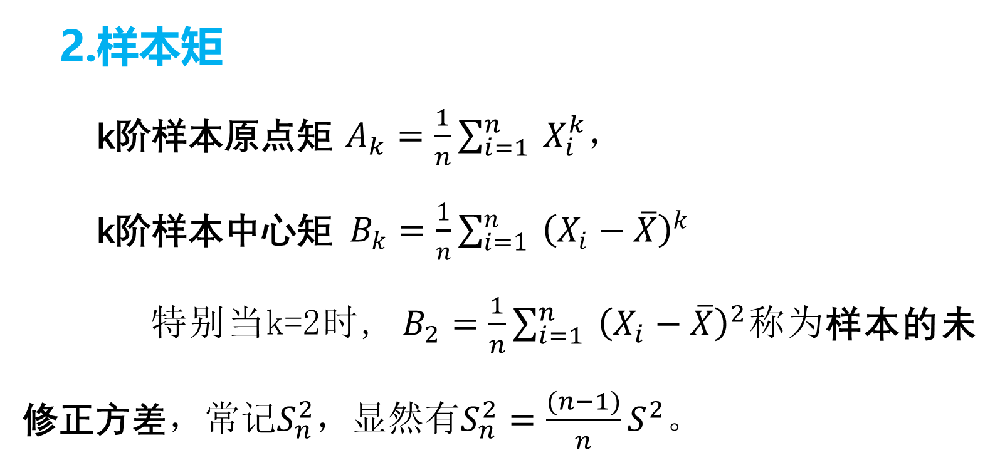 2.样本矩
k阶样本原点矩 $A_k = \frac{1}{n}\sum_{i=1}^{n} X_i^k$，
k阶样本中心矩 $B_k = \frac{1}{n}\sum_{i=1}^{n} (X_i - \bar{X})^k$
特别当k=2时， $B_2 = \frac{1}{n}\sum_{i=1}^{n} (X_i - \bar{X})^2$称为样本的未
修正方差，常记$S_n^2$，显然有$S_n^2 = \frac{(n-1)}{n} S^2$。